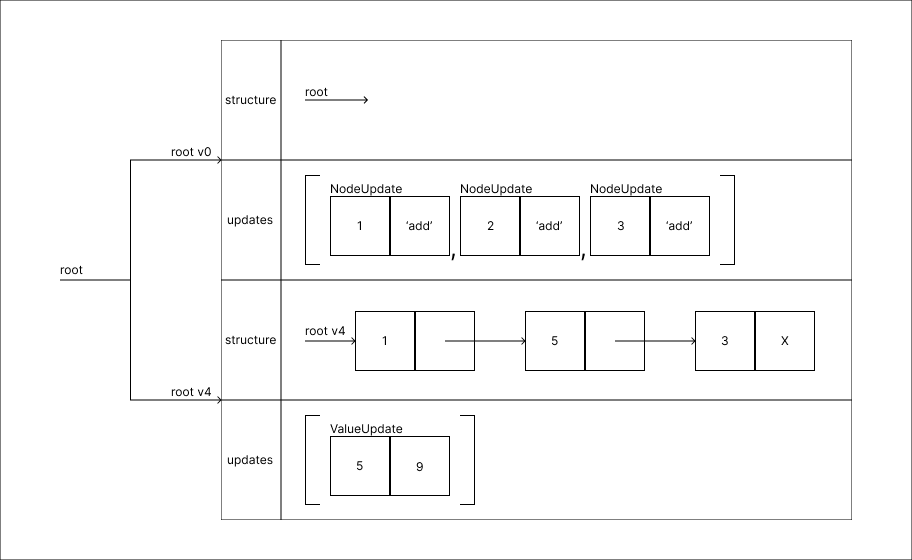 structure
root
root v0
NodeUpdate NodeUpdate NodeUpdate
updates
1 ‘add’ , 2 ‘add’ , 3 ‘add’
root
structure
root v4
1 5 3 X
root v4
ValueUpdate
updates
5 9